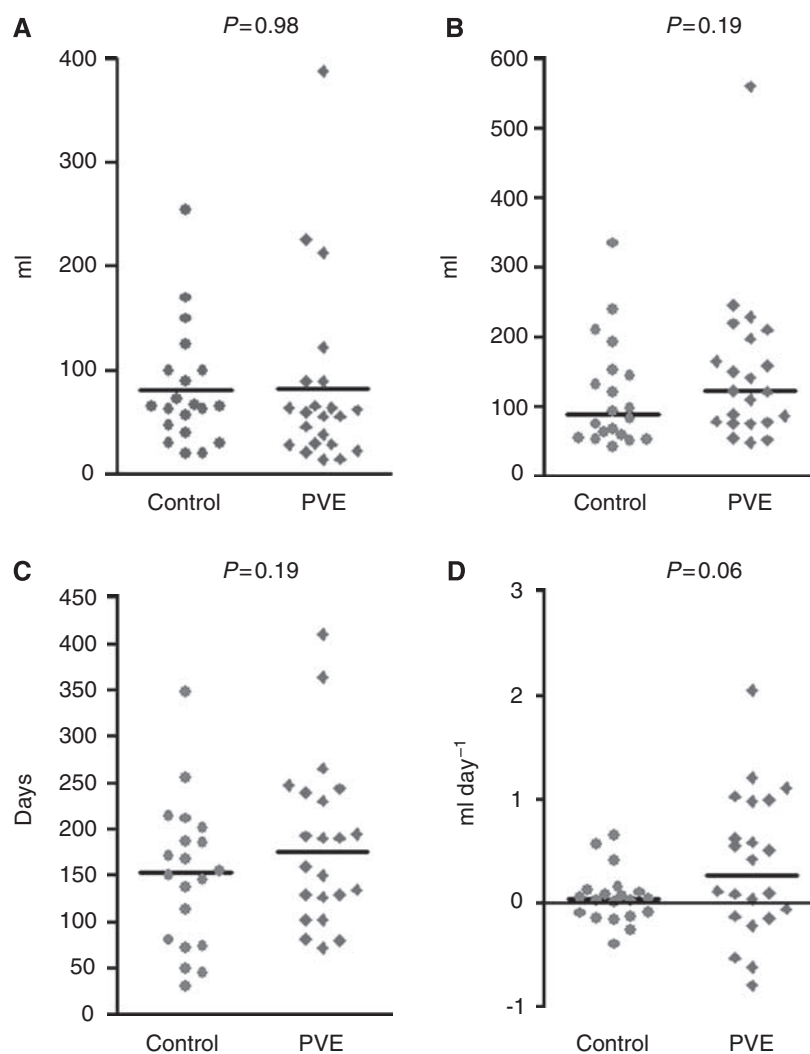 A
P=0.98
400
300
200
100
0
ml
Control
PVE
B
P=0.19
600
500
400
300
200
100
0
ml
Control
PVE
C
P=0.19
450
400
350
300
250
200
150
100
50
0
Days
Control
PVE
D
P=0.06
3
2
1
0
-1
ml day⁻¹
Control
PVE